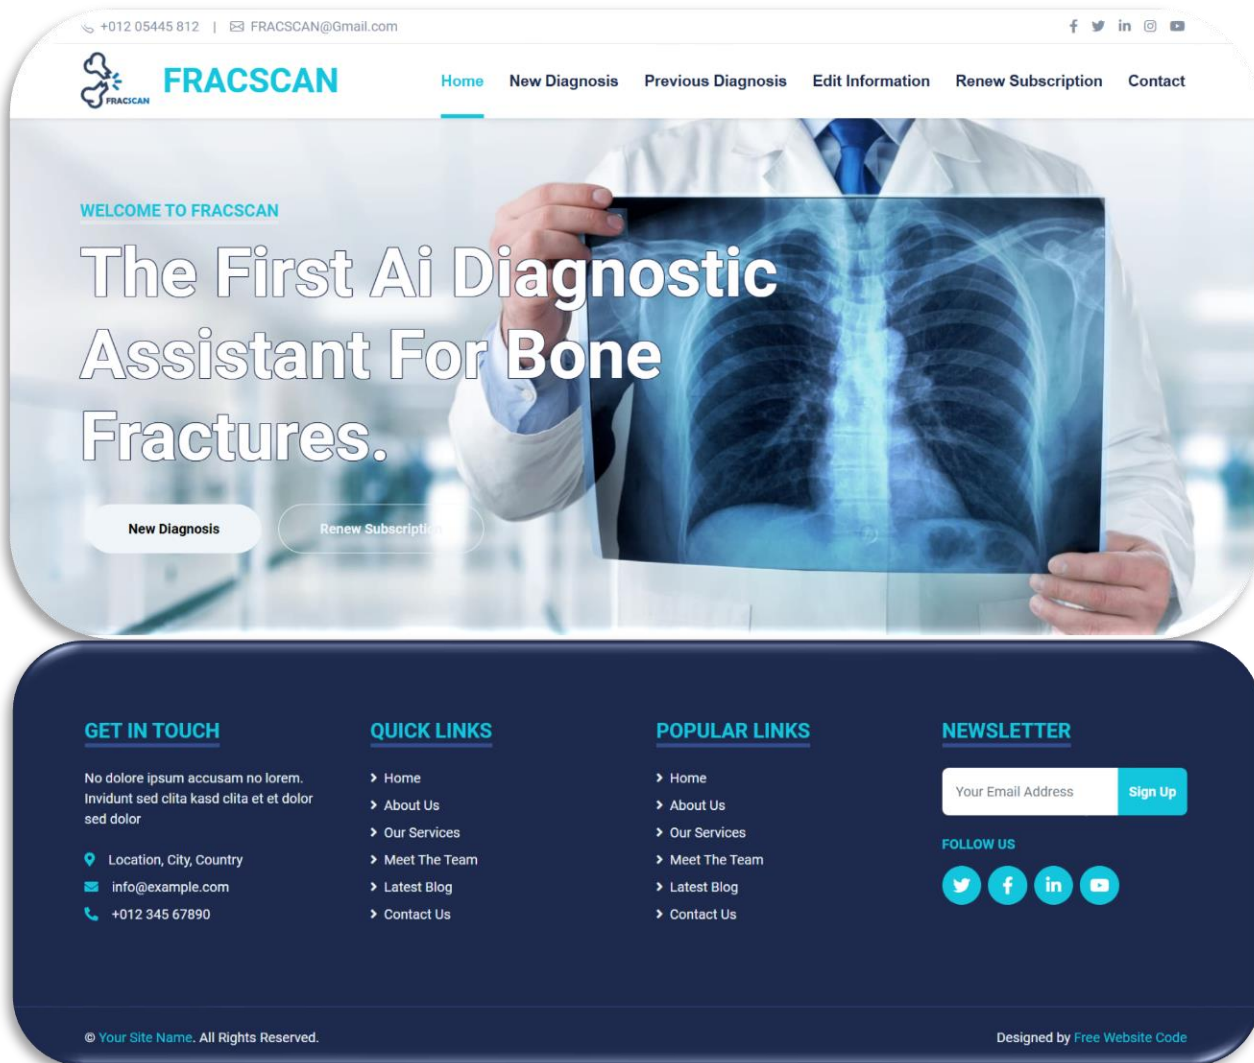 +012 05445 812 | FRACSCAN@Gmail.com
FRACSCAN
FRACSCAN
Home New Diagnosis Previous Diagnosis Edit Information Renew Subscription Contact
WELCOME TO FRACSCAN
The First Ai Diagnostic
Assistant For Bone
Fractures.
New Diagnosis Renew Subscription
GET IN TOUCH
No dolore ipsum accusam no lorem.
Invidunt sed clita kasd clita et et dolor
sed dolor
Location, City, Country
info@example.com
+012 345 67890
QUICK LINKS
Home
About Us
Our Services
Meet The Team
Latest Blog
Contact Us
POPULAR LINKS
Home
About Us
Our Services
Meet The Team
Latest Blog
Contact Us
NEWSLETTER
Your Email Address Sign Up
FOLLOW US
© Your Site Name. All Rights Reserved.
Designed by Free Website Code